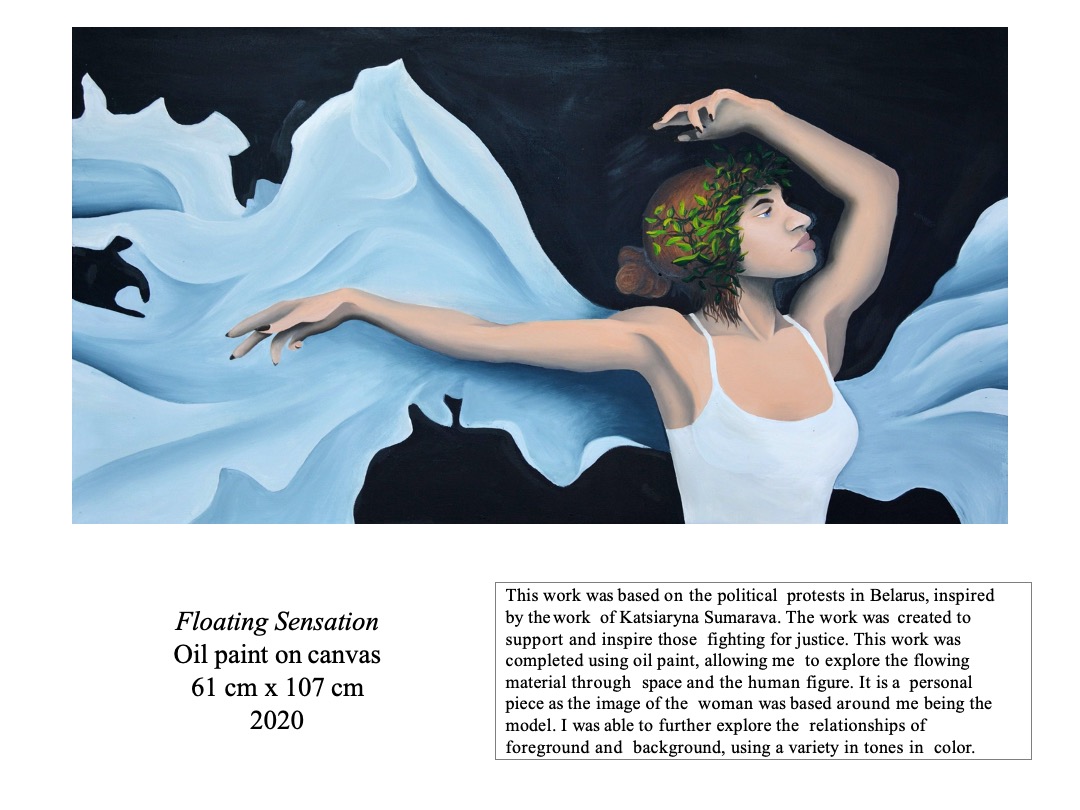 Floating Sensation
Oil paint on canvas
61 cm x 107 cm
2020
This work was based on the political protests in Belarus, inspired
by the work of Katsiaryna Sumarava. The work was created to
support and inspire those fighting for justice. This work was
completed using oil paint, allowing me to explore the flowing
material through space and the human figure. It is a personal
piece as the image of the woman was based around me being the
model. I was able to further explore the relationships of
foreground and background, using a variety in tones in color.